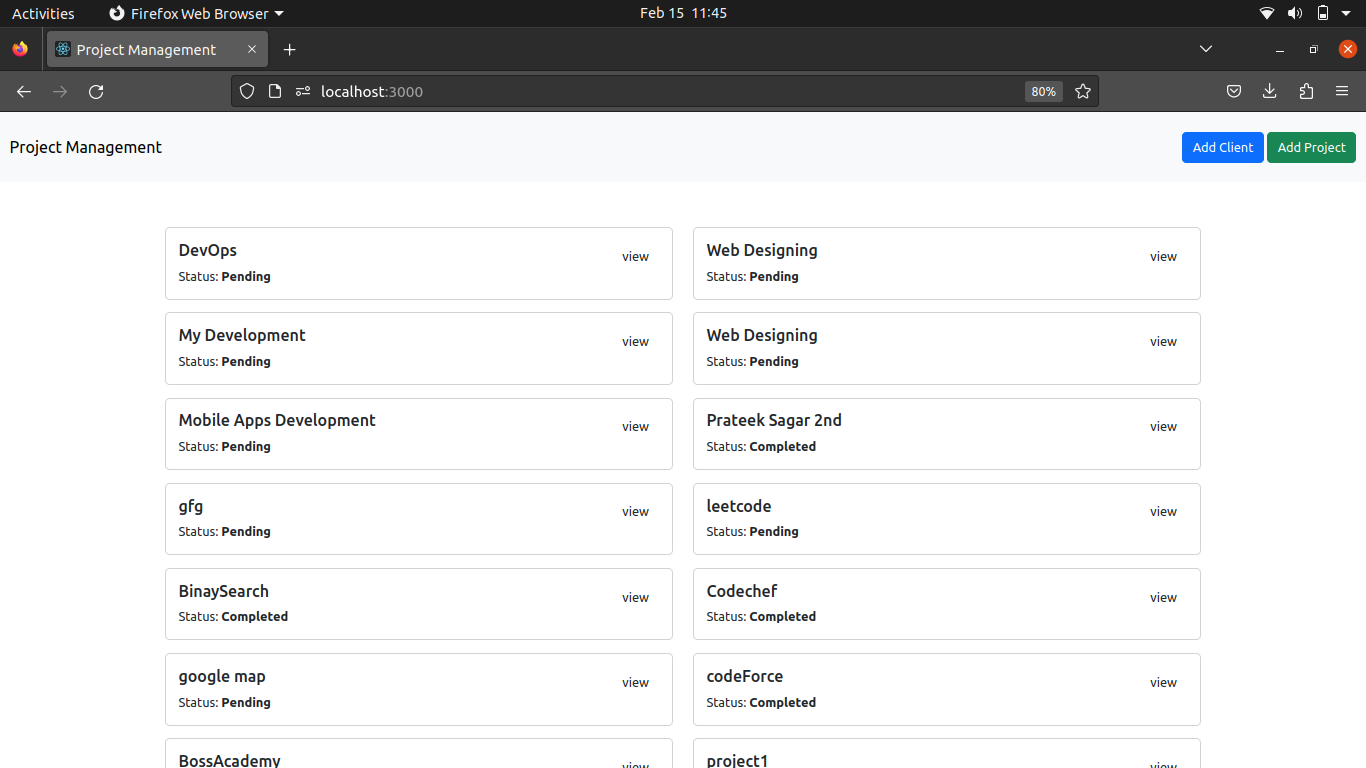 Activities Firefox Web Browser Feb 15 11:45
Project Management
localhost:3000 80%
Project Management Add Client Add Project
DevOps view
Status: Pending
Web Designing view
Status: Pending
My Development view
Status: Pending
Web Designing view
Status: Pending
Mobile Apps Development view
Status: Pending
Prateek Sagar 2nd view
Status: Completed
gfg view
Status: Pending
leetcode view
Status: Pending
BinaySearch view
Status: Completed
Codechef view
Status: Completed
google map view
Status: Pending
codeForce view
Status: Completed
BossAcademy view
project1 view